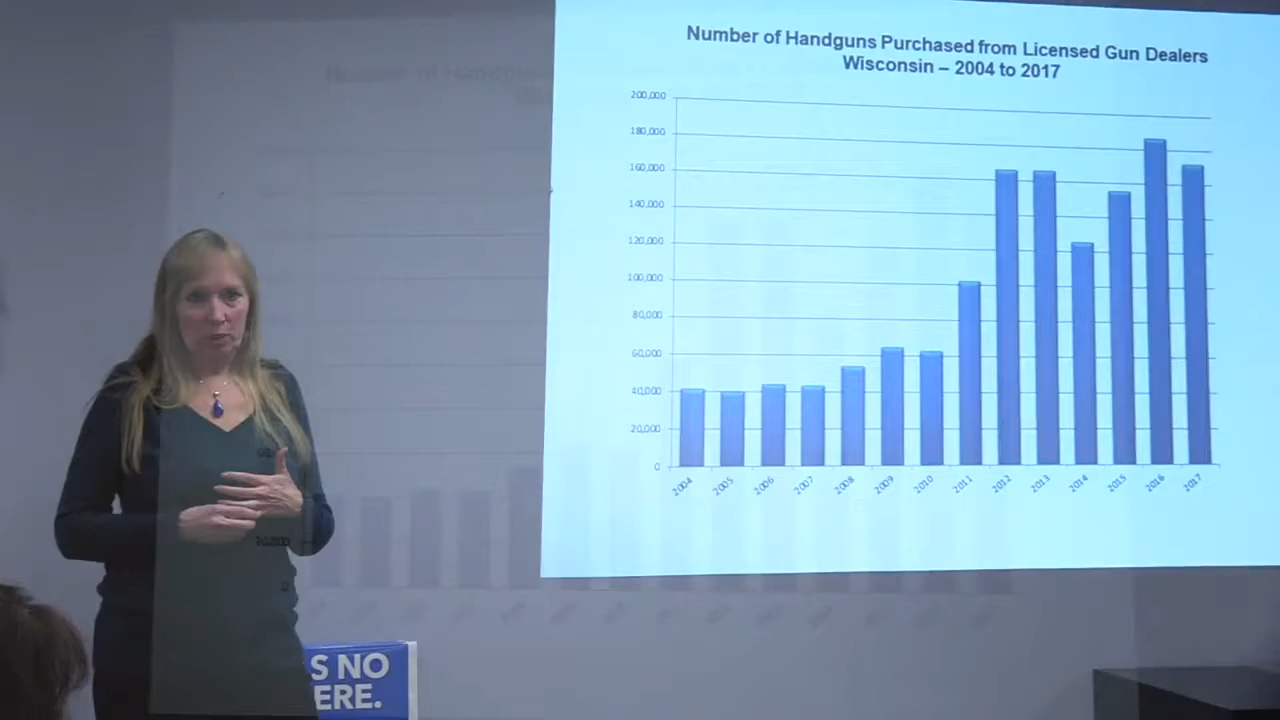 Number of Handguns Purchased from Licensed Gun Dealers
Wisconsin – 2004 to 2017
200,000
180,000
160,000
140,000
120,000
100,000
80,000
60,000
40,000
20,000
0
2004 2005 2006 2007 2008 2009 2010 2011 2012 2013 2014 2015 2016 2017
S NO
ERE.